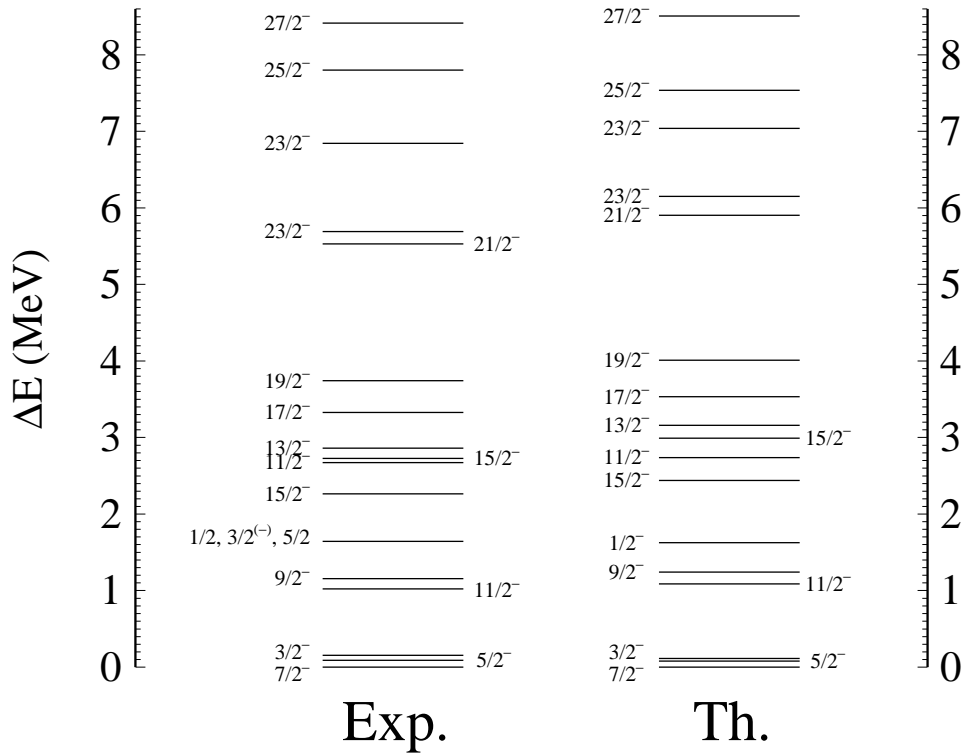 27/2⁻ 27/2⁻
8 8
25/2⁻
25/2⁻
7 23/2⁻ 7
23/2⁻
6 23/2⁻ 6
21/2⁻
23/2⁻
21/2⁻
5 5
ΔE (MeV)
4 19/2⁻ 4
19/2⁻
17/2⁻
17/2⁻
13/2⁻
3 15/2⁻ 3
13/2⁻
11/2⁻ 15/2⁻ 11/2⁻
15/2⁻
15/2⁻
2 2
1/2, 3/2⁽⁻⁾, 5/2 1/2⁻
9/2⁻ 9/2⁻
1 11/2⁻ 11/2⁻ 1
3/2⁻ 3/2⁻
0 5/2⁻ 5/2⁻ 0
7/2⁻ 7/2⁻
Exp. Th.